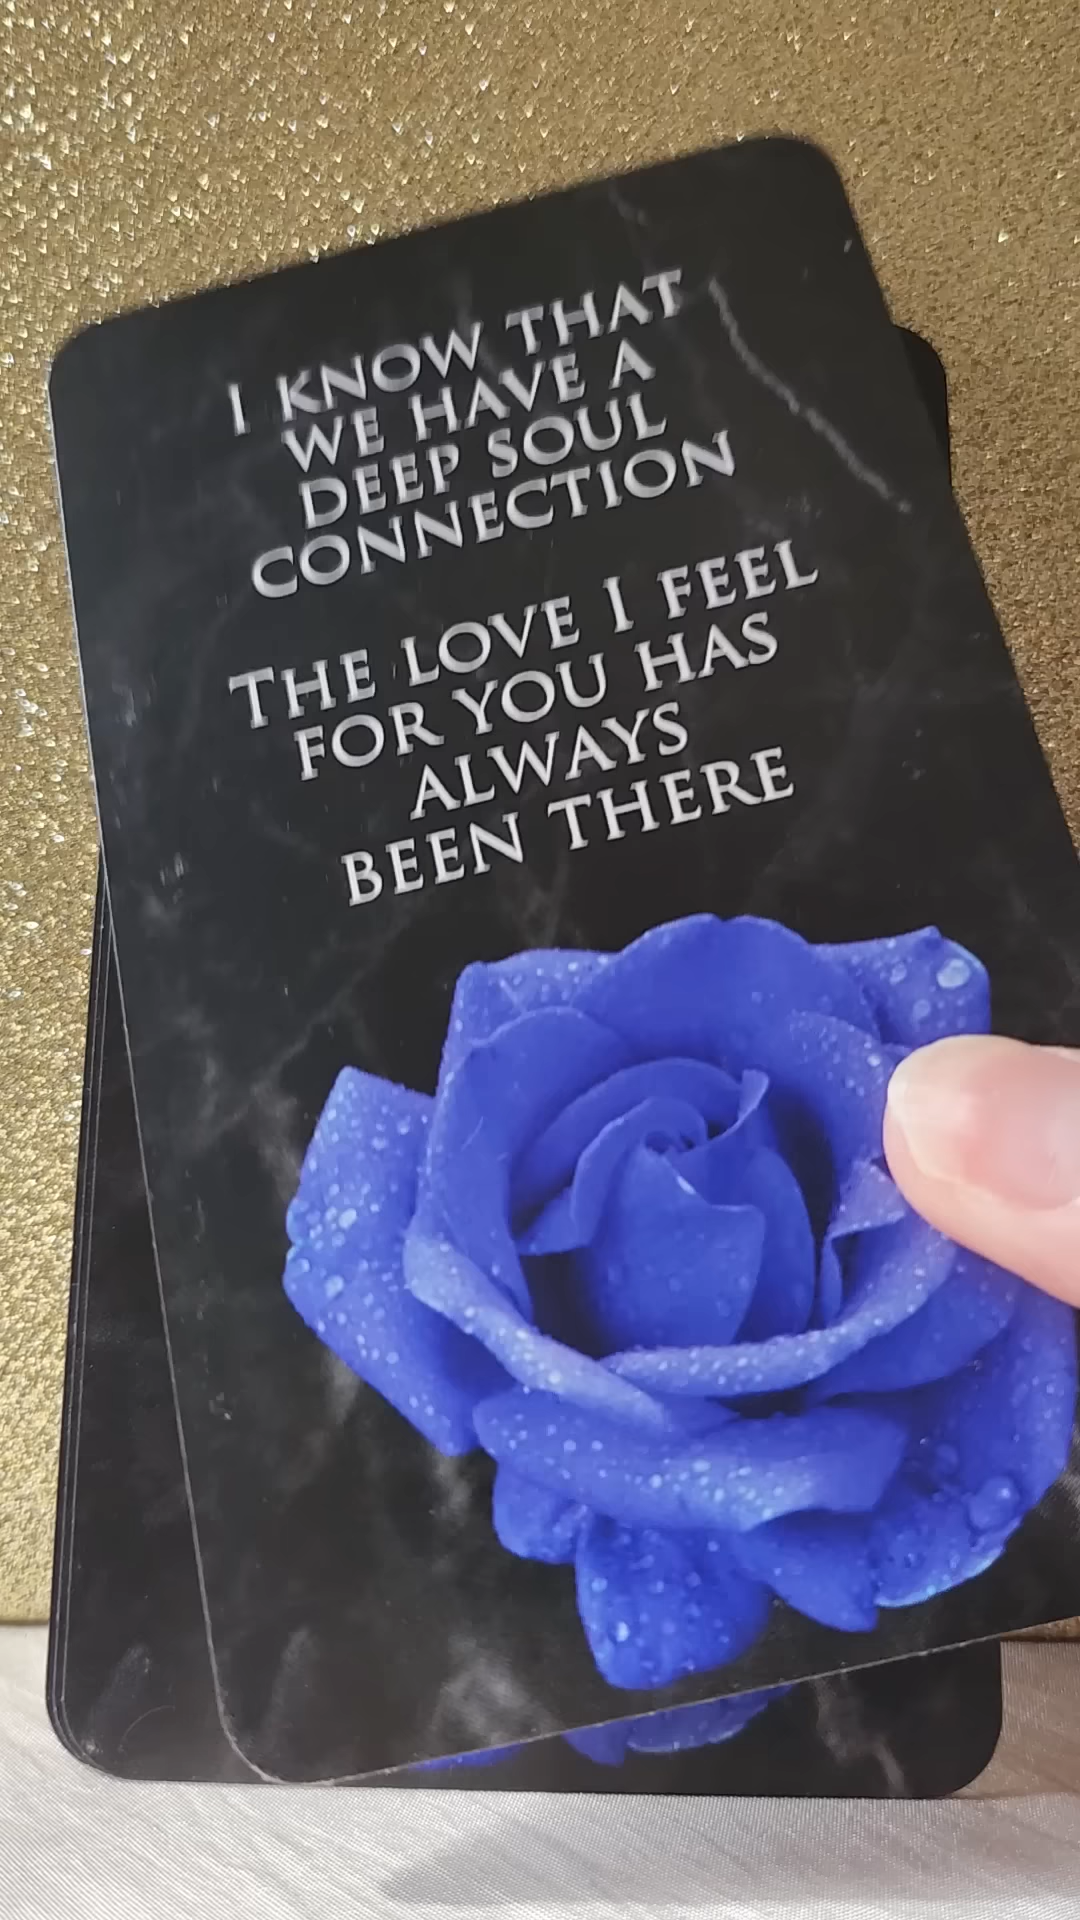 I KNOW THAT
WE HAVE A
DEEP SOUL
CONNECTION
THE LOVE I FEEL
FOR YOU HAS
ALWAYS
BEEN THERE